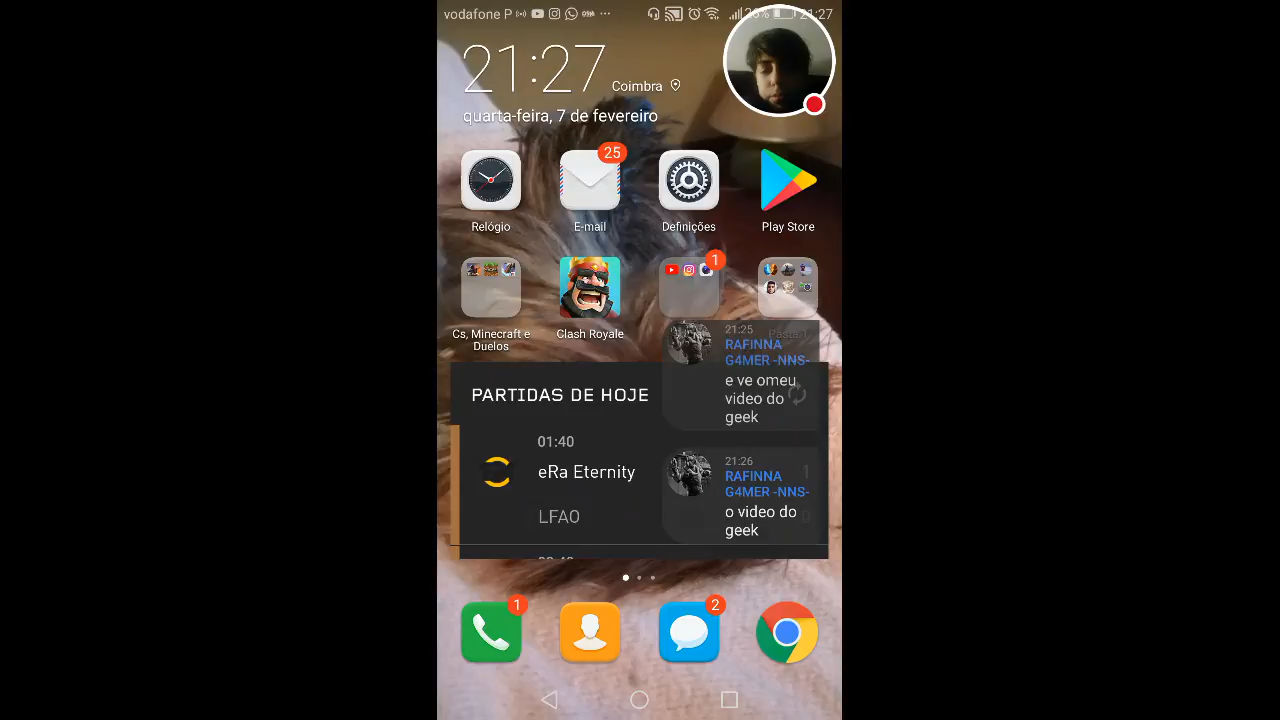 vodafone P
21:27
21:27
Coimbra
quarta-feira, 7 de fevereiro
25
Relógio
E-mail
Definições
Play Store
1
Cs, Minecraft e
Duelos
Clash Royale
21:25
RAFINNA
G4MER -NNS-
e ve omeu
video do
geek
PARTIDAS DE HOJE
01:40
eRa Eternity
LFAO
21:26
RAFINNA
G4MER -NNS-
o video do
geek
1
2